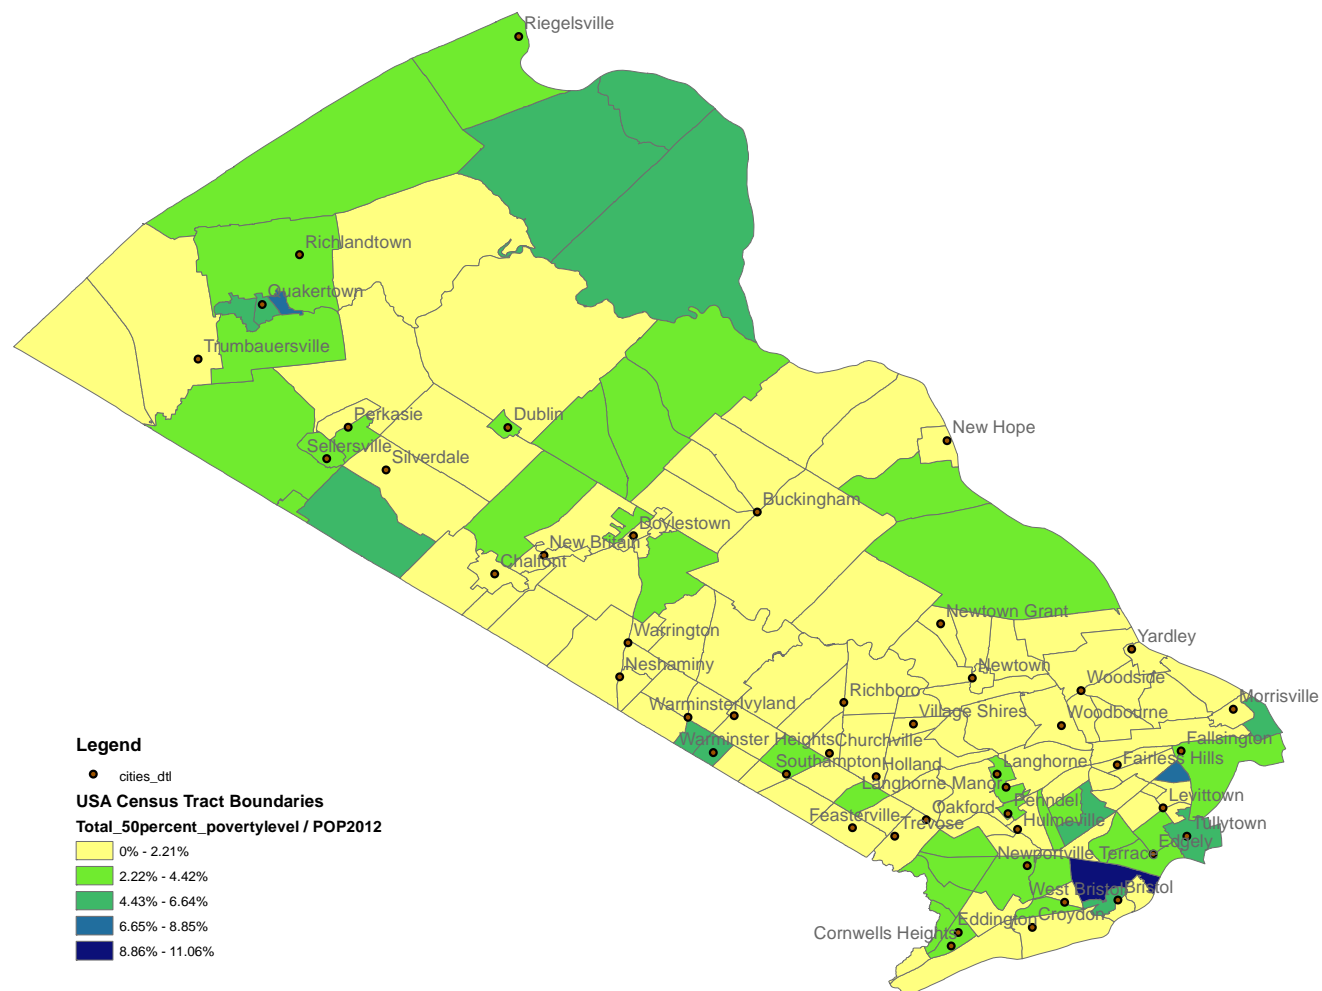 Riegelsville
Richlandtown
Quakertown
Trumbauersville
Perkasie
Dublin
New Hope
Sellersville
Silverdale
Buckingham
Doylestown
New Britain
Chalfont
Newtown Grant
Warrington
Yardley
Neshaminy
Newtown
Woodside
Richboro
Morrisville
Warminster
Ivyland
Village Shires
Woodbourne
Warminster Heights
Churchville
Fallsington
Southampton
Holland
Langhorne
Fairless Hills
Langhorne Manor
Levittown
Oakford
Penndel
Feasterville
Trevose
Hulmeville
Tullytown
Edgely
Newportville Terrace
West Bristol
Bristol
Eddington
Croydon
Cornwells Heights
Legend
cities_dtl
USA Census Tract Boundaries
Total_50percent_povertylevel / POP2012
0% - 2.21%
2.22% - 4.42%
4.43% - 6.64%
6.65% - 8.85%
8.86% - 11.06%